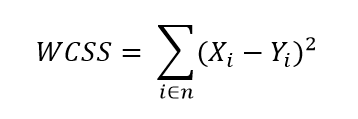 WCSS = ∑_{i∈n} (X_i − Y_i)^2